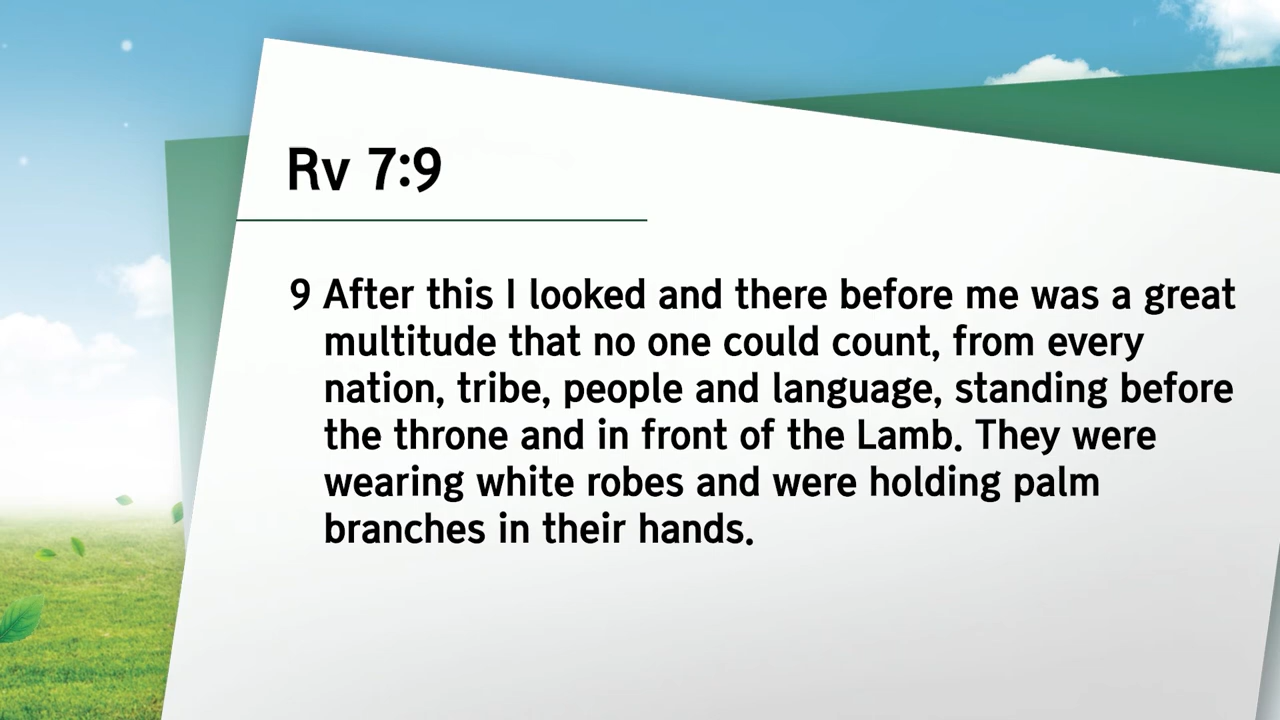 Rv 7:9
9 After this I looked and there before me was a great
multitude that no one could count, from every
nation, tribe, people and language, standing before
the throne and in front of the Lamb. They were
wearing white robes and were holding palm
branches in their hands.